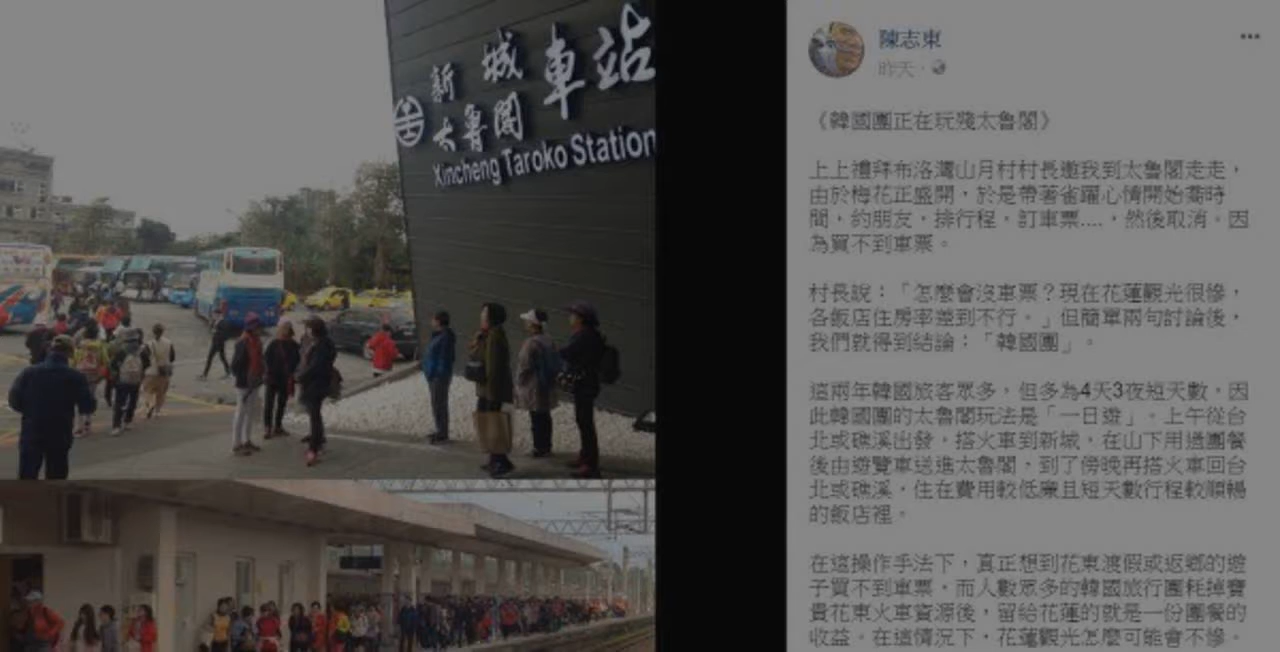 新城車站
太魯閣
Xincheng Taroko Station
陳志東
昨天
《韓國團正在玩殘太魯閣》
上上禮拜布洛灣山月村村長邀我到太魯閣走走，
由於梅花正盛開，於是帶著雀躍心情開始喬時
間，約朋友，排行程，訂車票....，然後取消。因
為買不到車票。
村長說：「怎麼會沒車票？現在花蓮觀光很慘，
各飯店住房率差到不行。」但簡單兩句討論後，
我們就得到結論：「韓國團」。
這兩年韓國旅客眾多，但多為4天3夜短天數，因
此韓國團的太魯閣玩法是「一日遊」。上午從台
北或礁溪出發，搭火車到新城，在山下用過團餐
後由遊覽車送進太魯閣，到了傍晚再搭火車回台
北或礁溪，住在費用較低廉且短天數行程較順暢
的飯店裡。
在這操作手法下，真正想到花東渡假或返鄉的遊
子買不到車票，而人數眾多的韓國旅行團耗掉寶
貴花東火車資源後，留給花蓮的就是一份團餐的
收益。在這情況下，花蓮觀光怎麼可能會不慘。